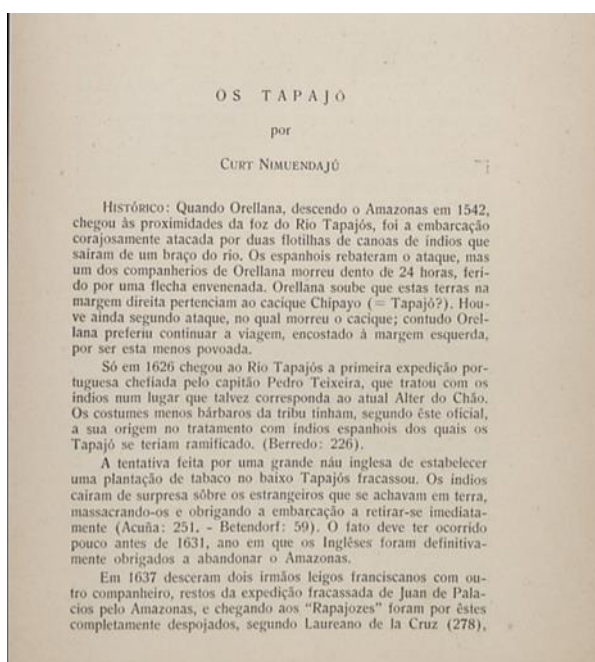 OS TAPAJÓ
por
CURT NIMUENDAJÚ
HISTÓRICO: Quando Orellana, descendo o Amazonas em 1542,
chegou às proximidades da foz do Rio Tapajós, foi a embarcação
corajosamente atacada por duas flotilhas de canoas de índios que
saíram de um braço do rio. Os espanhois rebateram o ataque, mas
um dos companherios de Orellana morreu dento de 24 horas, feri-
do por uma flecha envenenada. Orellana soube que estas terras na
margem direita pertenciam ao cacique Chipayo (= Tapajó?). Hou-
ve ainda segundo ataque, no qual morreu o cacique; contudo Orel-
lana preferiu continuar a viagem, encostado à margem esquerda,
por ser esta menos povoada.
Só em 1626 chegou ao Rio Tapajós a primeira expedição por-
tuguesa chefiada pelo capitão Pedro Teixeira, que tratou com os
índios num lugar que talvez corresponda ao atual Alter do Chão.
Os costumes menos bárbaros da tribu tinham, segundo êste oficial,
a sua origem no tratamento com índios espanhois dos quais os
Tapajó se teriam ramificado. (Berredo: 226).
A tentativa feita por uma grande náu inglesa de estabelecer
uma plantação de tabaco no baixo Tapajós fracassou. Os índios
cairam de surpresa sôbre os estrangeiros que se achavam em terra,
massacrando-os e obrigando a embarcação a retirar-se imediata-
mente (Acuña: 251. - Betendorf: 59). O fato deve ter ocorrido
pouco antes de 1631, ano em que os Inglêses foram definitiva-
mente obrigados a abandonar o Amazonas.
Em 1637 desceram dois irmãos leigos franciscanos com ou-
tro companheiro, restos da expedição fracassada de Juan de Pala-
cios pelo Amazonas, e chegando aos "Rapajozes" foram por êstes
completamente despojados, segundo Laureano de la Cruz (278),